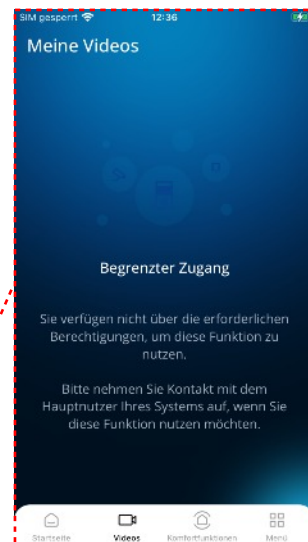 SIM gesperrt 12:36
Meine Videos
Begrenzter Zugang
Sie verfügen nicht über die erforderlichen
Berechtigungen, um diese Funktion zu
nutzen.
Bitte nehmen Sie Kontakt mit dem
Hauptnutzer Ihres Systems auf, wenn Sie
diese Funktion nutzen möchten.
Startseite Videos Komfortfunktionen Menü